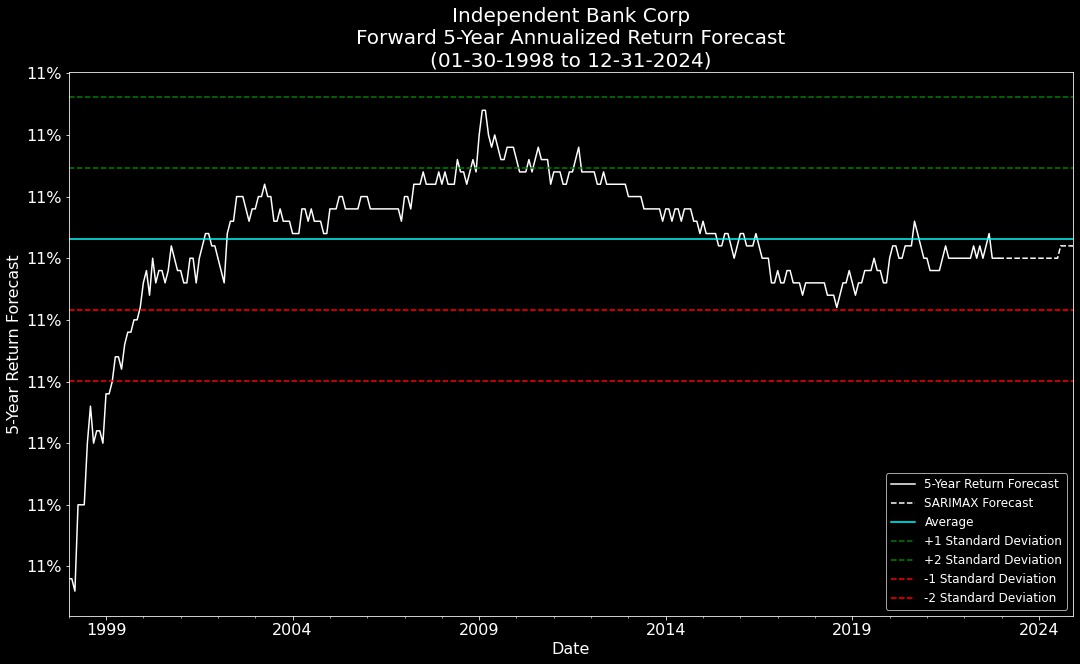 Independent Bank Corp
Forward 5-Year Annualized Return Forecast
(01-30-1998 to 12-31-2024)
5-Year Return Forecast
11%
11%
11%
11%
11%
11%
11%
11%
11%
5-Year Return Forecast
SARIMAX Forecast
Average
+1 Standard Deviation
+2 Standard Deviation
-1 Standard Deviation
-2 Standard Deviation
1999 2004 2009 2014 2019 2024
Date